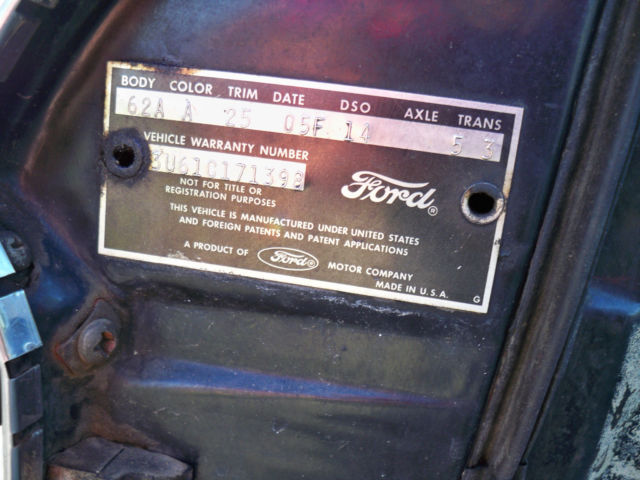 BODY COLOR TRIM DATE DSO AXLE TRANS
62A A 25 05F 14 5 3
VEHICLE WARRANTY NUMBER
3U61C171398
NOT FOR TITLE OR
REGISTRATION PURPOSES
Ford®
THIS VEHICLE IS MANUFACTURED UNDER UNITED STATES
AND FOREIGN PATENTS AND PATENT APPLICATIONS
A PRODUCT OF Ford® MOTOR COMPANY
MADE IN U.S.A. G